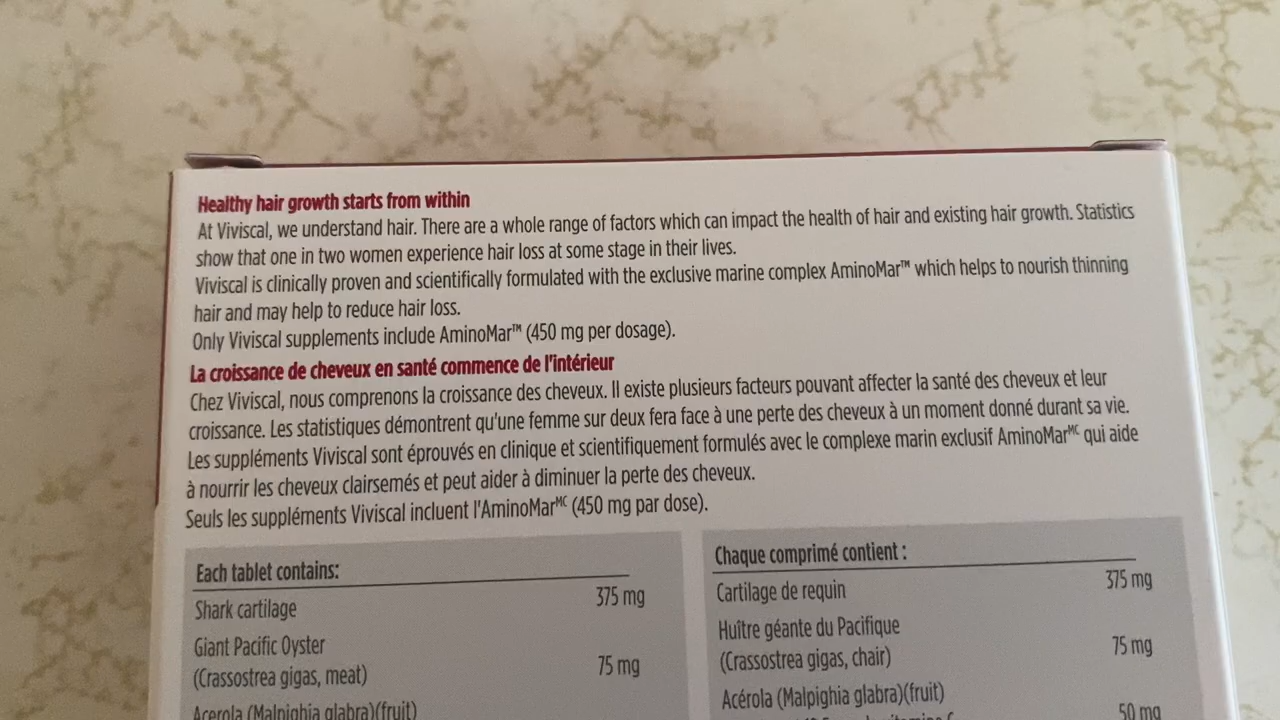 Healthy hair growth starts from within
At Viviscal, we understand hair. There are a whole range of factors which can impact the health of hair and existing hair growth. Statistics
show that one in two women experience hair loss at some stage in their lives.
Viviscal is clinically proven and scientifically formulated with the exclusive marine complex AminoMar™ which helps to nourish thinning
hair and may help to reduce hair loss.
Only Viviscal supplements include AminoMar™ (450 mg per dosage).
La croissance de cheveux en santé commence de l'intérieur
Chez Viviscal, nous comprenons la croissance des cheveux. Il existe plusieurs facteurs pouvant affecter la santé des cheveux et leur
croissance. Les statistiques démontrent qu'une femme sur deux fera face à une perte des cheveux à un moment donné durant sa vie.
Les suppléments Viviscal sont éprouvés en clinique et scientifiquement formulés avec le complexe marin exclusif AminoMarᴹᶜ qui aide
à nourrir les cheveux clairsemés et peut aider à diminuer la perte des cheveux.
Seuls les suppléments Viviscal incluent l'AminoMarᴹᶜ (450 mg par dose).
Each tablet contains:
Shark cartilage 375 mg
Giant Pacific Oyster
(Crassostrea gigas, meat) 75 mg
Acerola (Malpighia glabra)(fruit)
Chaque comprimé contient :
Cartilage de requin 375 mg
Huître géante du Pacifique
(Crassostrea gigas, chair) 75 mg
Acérola (Malpighia glabra)(fruit)
50 mg